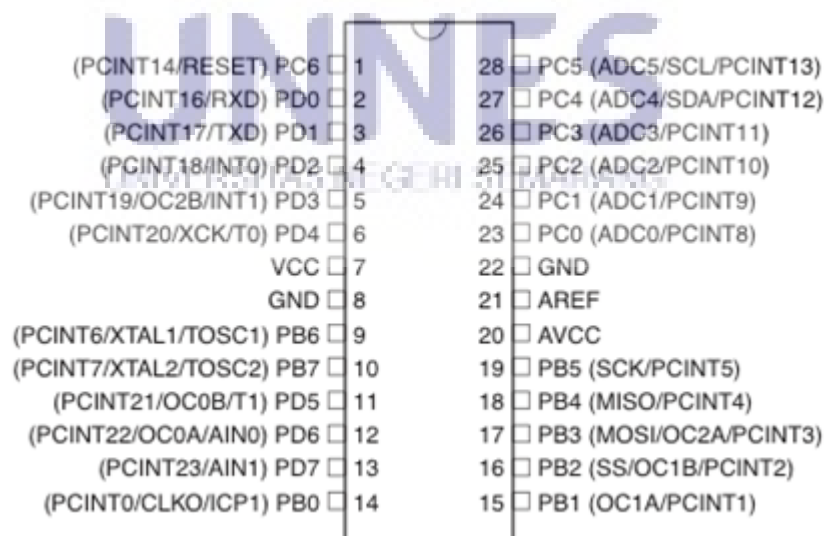 UNNES
UNIVERSITAS NEGERI SEMARANG
(PCINT14/RESET) PC6 1 28 PC5 (ADC5/SCL/PCINT13)
(PCINT16/RXD) PD0 2 27 PC4 (ADC4/SDA/PCINT12)
(PCINT17/TXD) PD1 3 26 PC3 (ADC3/PCINT11)
(PCINT18/INT0) PD2 4 25 PC2 (ADC2/PCINT10)
(PCINT19/OC2B/INT1) PD3 5 24 PC1 (ADC1/PCINT9)
(PCINT20/XCK/T0) PD4 6 23 PC0 (ADC0/PCINT8)
VCC 7 22 GND
GND 8 21 AREF
(PCINT6/XTAL1/TOSC1) PB6 9 20 AVCC
(PCINT7/XTAL2/TOSC2) PB7 10 19 PB5 (SCK/PCINT5)
(PCINT21/OC0B/T1) PD5 11 18 PB4 (MISO/PCINT4)
(PCINT22/OC0A/AIN0) PD6 12 17 PB3 (MOSI/OC2A/PCINT3)
(PCINT23/AIN1) PD7 13 16 PB2 (SS/OC1B/PCINT2)
(PCINT0/CLKO/ICP1) PB0 14 15 PB1 (OC1A/PCINT1)